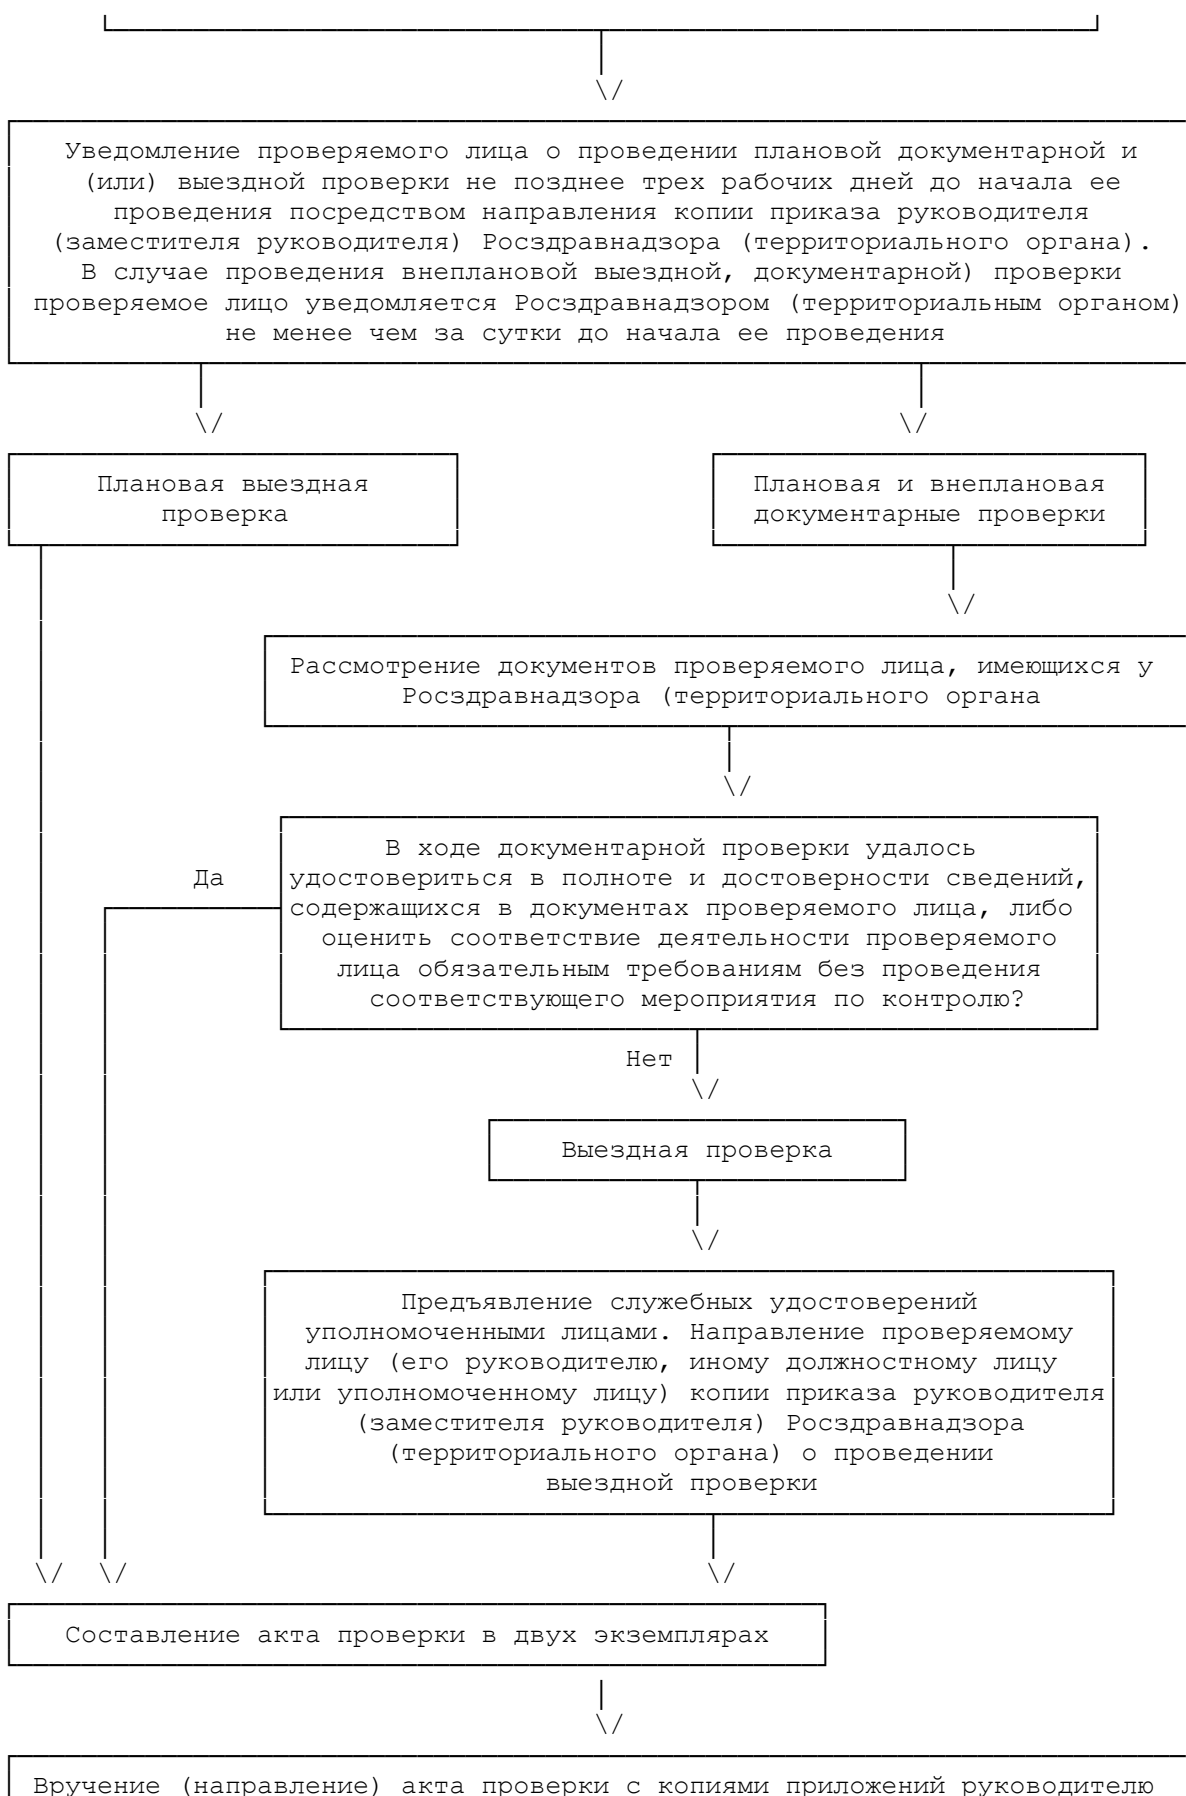 Уведомление проверяемого лица о проведении плановой документарной и
(или) выездной проверки не позднее трех рабочих дней до начала ее
проведения посредством направления копии приказа руководителя
(заместителя руководителя) Росздравнадзора (территориального органа).
В случае проведения внеплановой выездной, документарной) проверки
проверяемое лицо уведомляется Росздравнадзором (территориальным органом)
не менее чем за сутки до начала ее проведения
Плановая выездная
проверка
Плановая и внеплановая
документарные проверки
Рассмотрение документов проверяемого лица, имеющихся у
Росздравнадзора (территориального органа
В ходе документарной проверки удалось
Да
удостовериться в полноте и достоверности сведений,
содержащихся в документах проверяемого лица, либо
оценить соответствие деятельности проверяемого
лица обязательным требованиям без проведения
соответствующего мероприятия по контролю?
Нет
Выездная проверка
Предъявление служебных удостоверений
уполномоченными лицами. Направление проверяемому
лицу (его руководителю, иному должностному лицу
или уполномоченному лицу) копии приказа руководителя
(заместителя руководителя) Росздравнадзора
(территориального органа) о проведении
выездной проверки
Составление акта проверки в двух экземплярах
Вручение (направление) акта проверки с копиями приложений руководителю